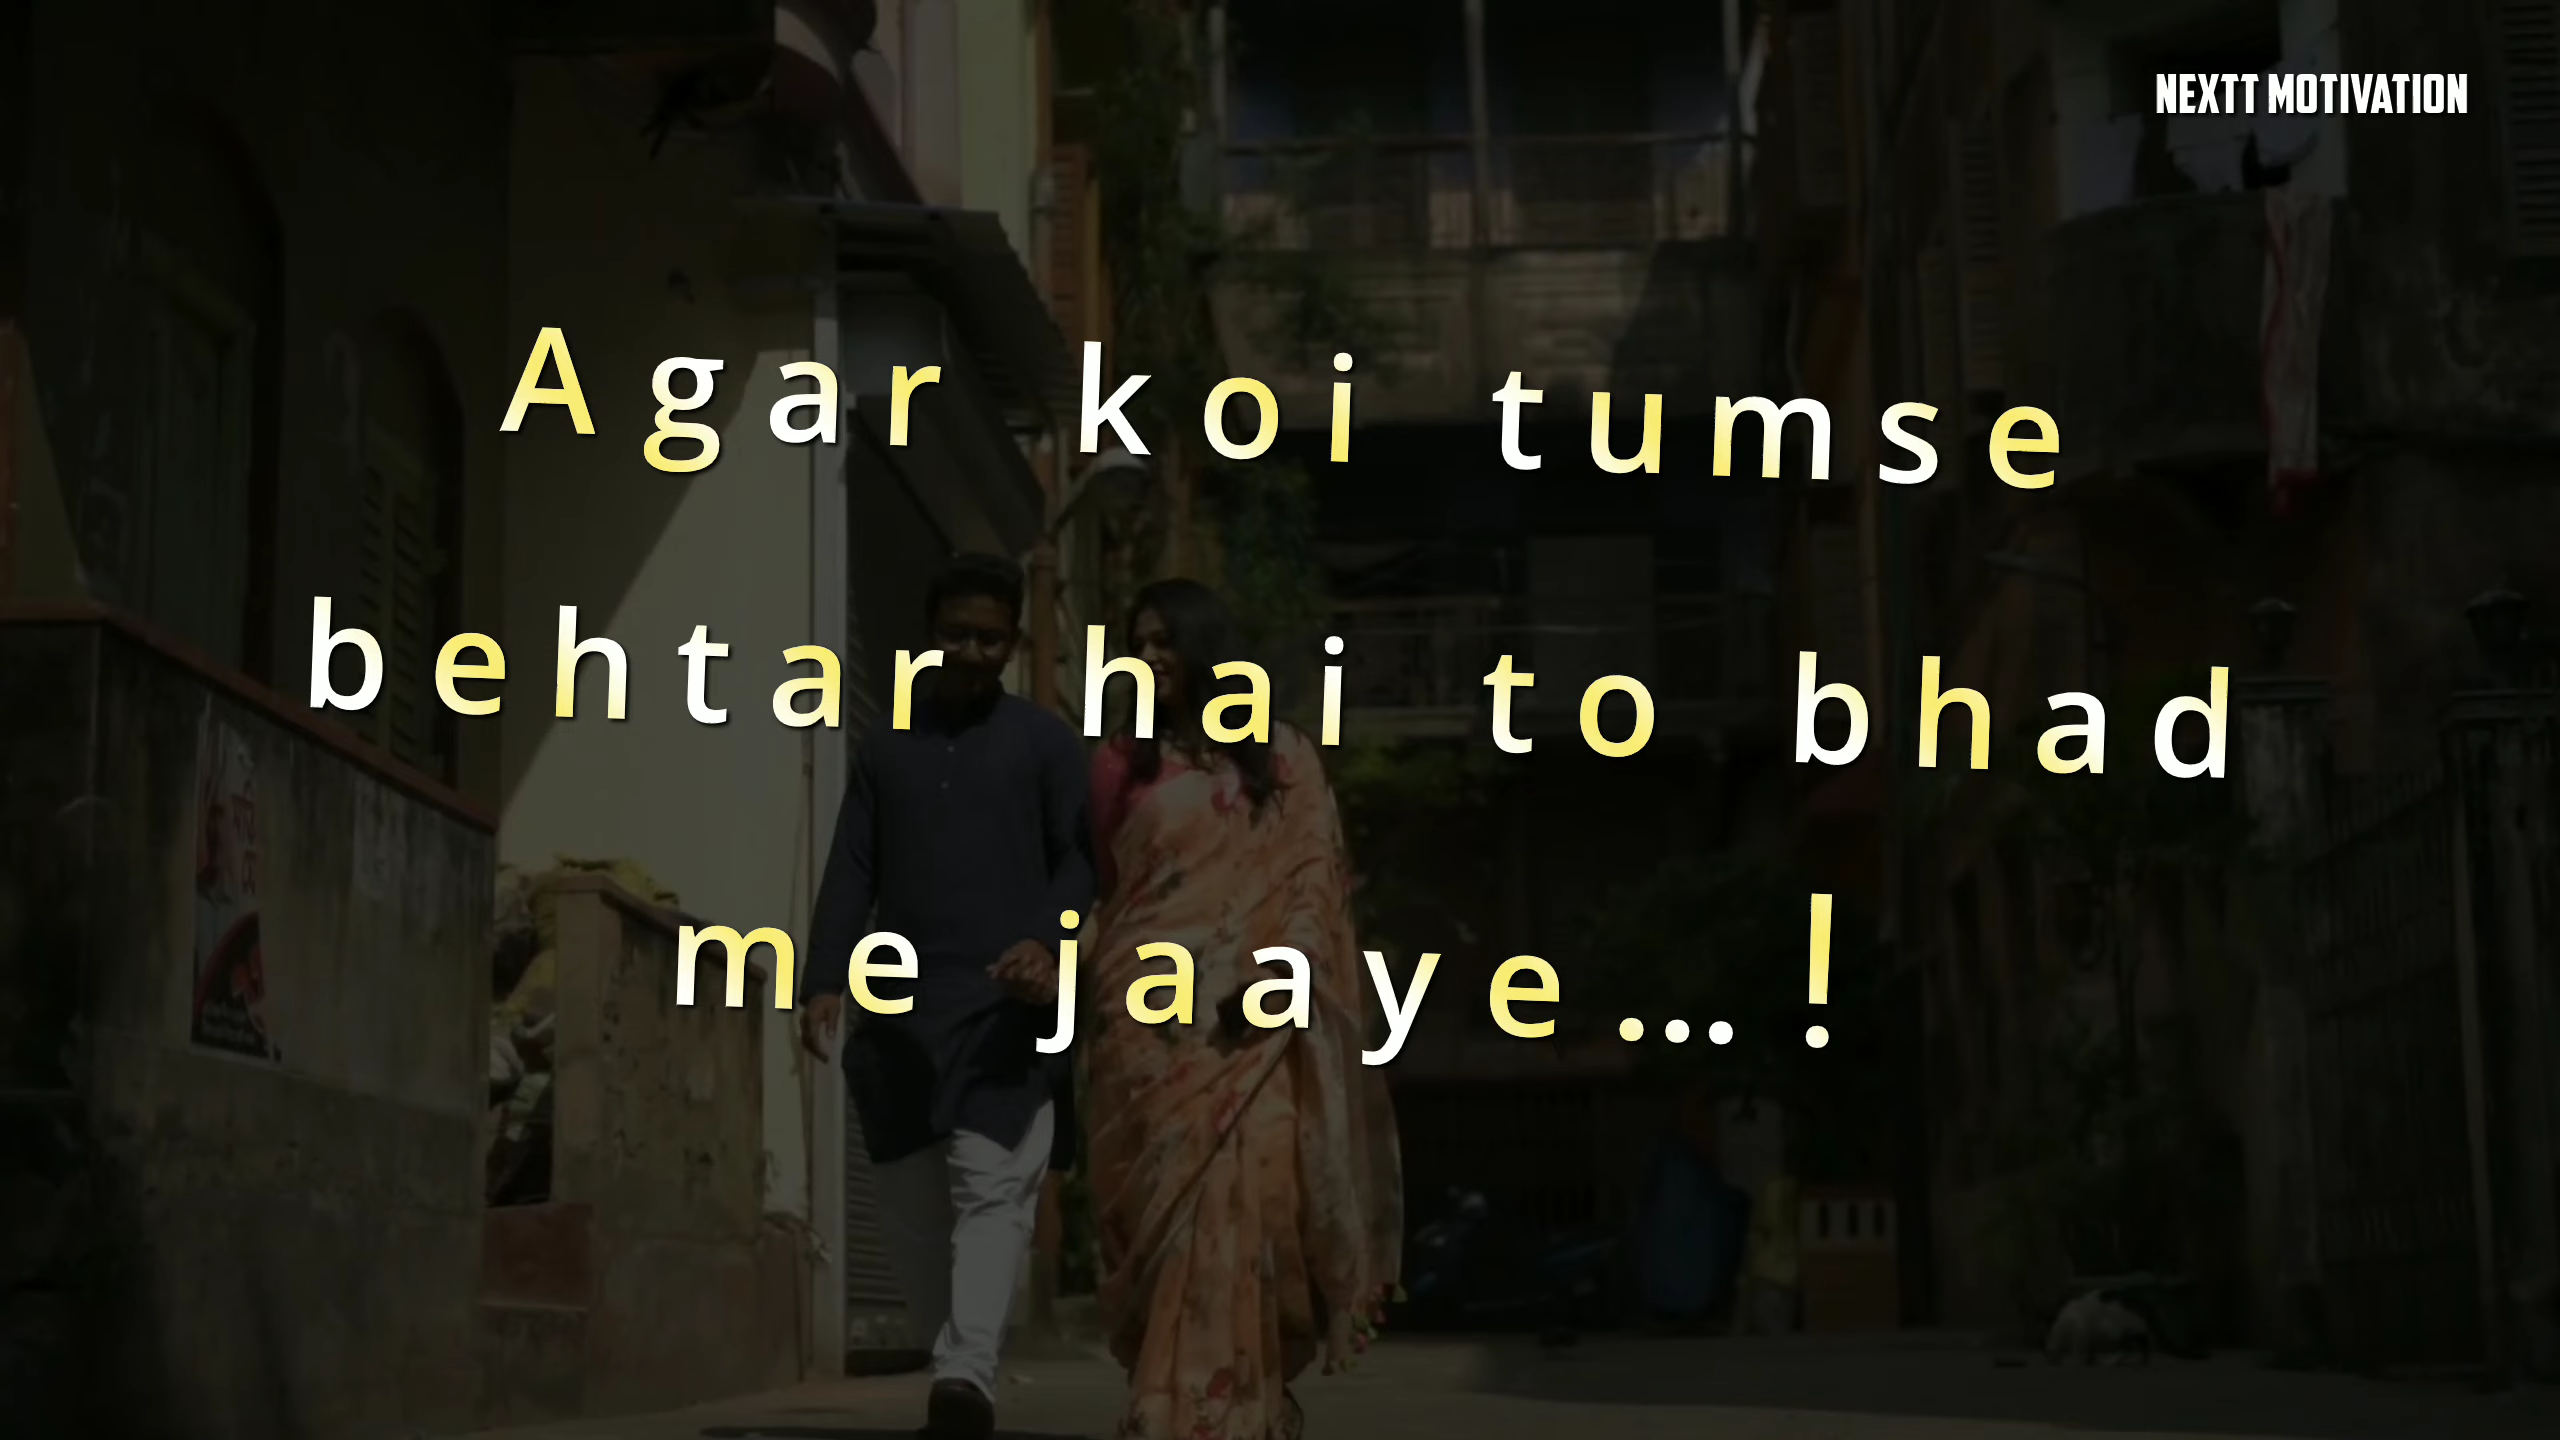 NEXTT MOTIVATION
Agar koi tumse
behtar hai to bhad
me jaaye...!